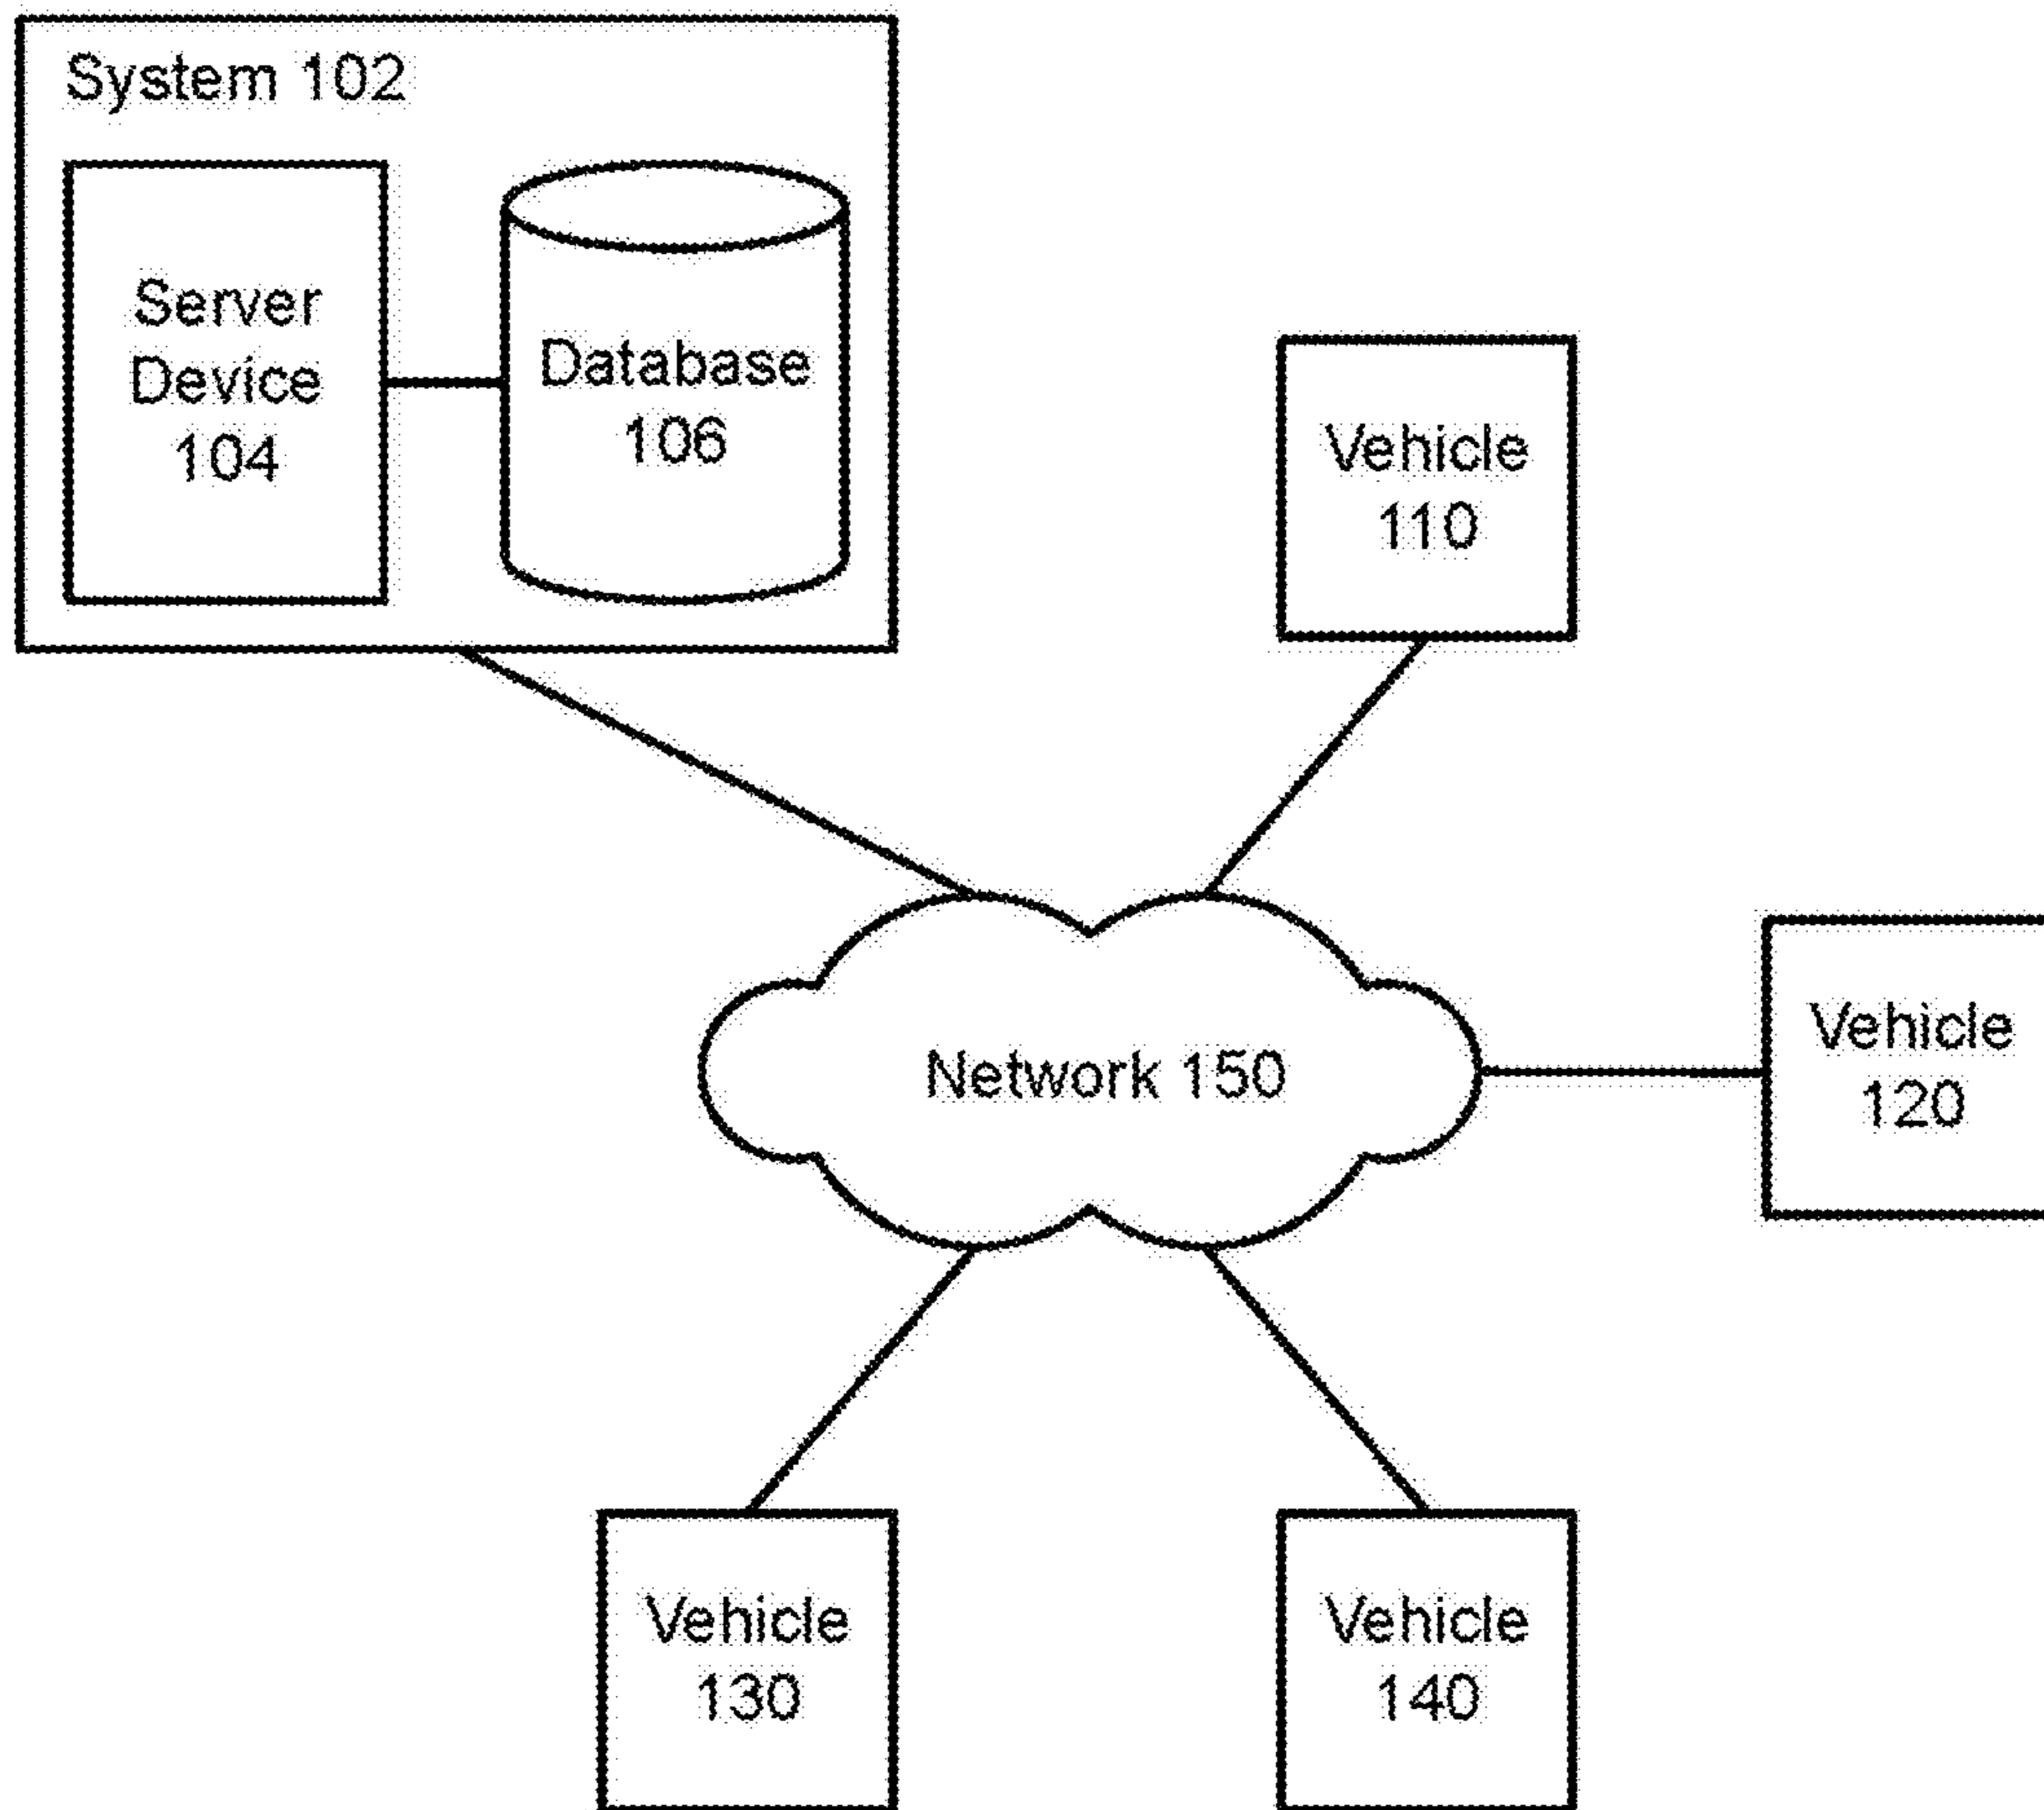 System 102
Server
Device
104
Database
106
Vehicle
110
Network 150
Vehicle
120
Vehicle
130
Vehicle
140